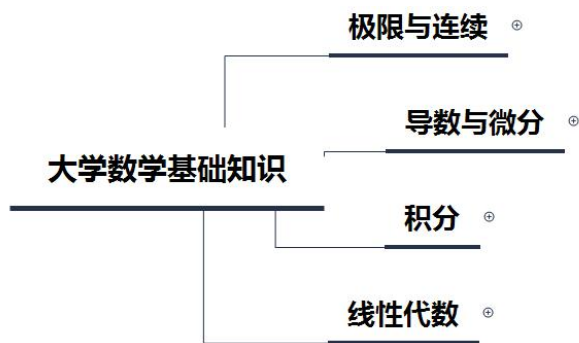 极限与连续
导数与微分
大学数学基础知识
积分
线性代数